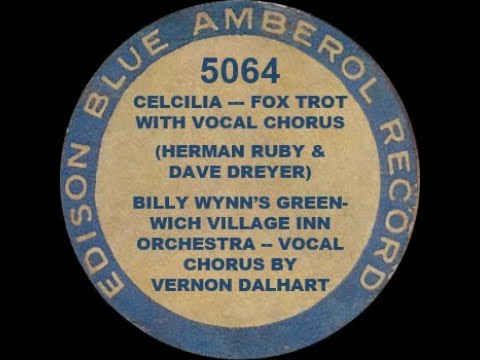 EDISON BLUE AMBEROL RECORD
5064
CELCILIA --- FOX TROT
WITH VOCAL CHORUS
(HERMAN RUBY &
DAVE DREYER)
BILLY WYNN'S GREEN-
WICH VILLAGE INN
ORCHESTRA -- VOCAL
CHORUS BY
VERNON DALHART